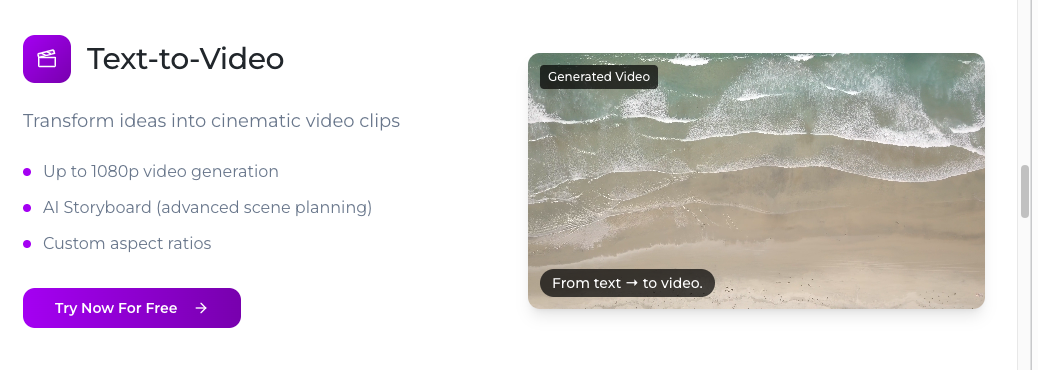 Text-to-Video
Transform ideas into cinematic video clips
Up to 1080p video generation
AI Storyboard (advanced scene planning)
Custom aspect ratios
Try Now For Free →
Generated Video
From text → to video.